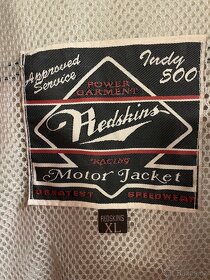 Approved Service
Indy 500
POWER
GARMENT
Redskins
RACING
Motor Jacket
GREATEST SPEEDWEAR
REDSKINS
XL